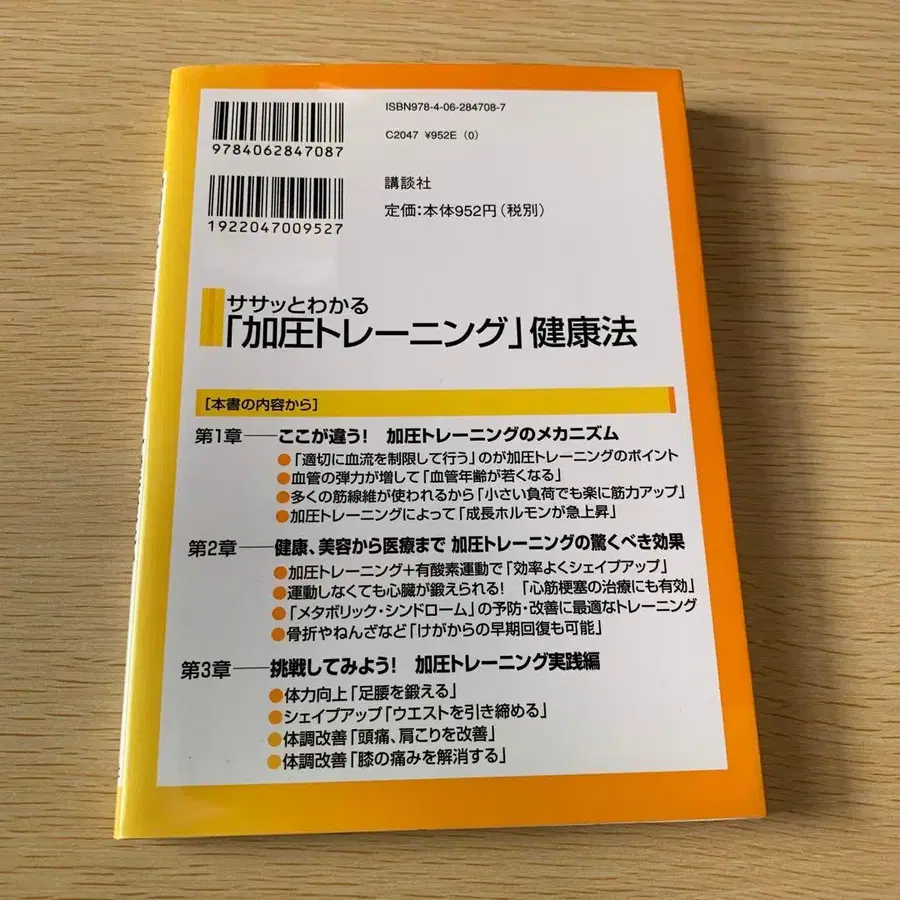 ISBN978-4-06-284708-7
9784062847087
C2047 ¥952E (0)
講談社
1922047009527
定価:本体952円(税別)
ササッとわかる
「加圧トレーニング」健康法
[本書の内容から]
第1章――ここが違う! 加圧トレーニングのメカニズム
●「適切に血流を制限して行う」のが加圧トレーニングのポイント
●血管の弾力が増して「血管年齢が若くなる」
●多くの筋線維が使われるから「小さい負荷でも楽に筋力アップ」
●加圧トレーニングによって「成長ホルモンが急上昇」
第2章――健康、美容から医療まで 加圧トレーニングの驚くべき効果
●加圧トレーニング+有酸素運動で「効率よくシェイプアップ」
●運動しなくても心臓が鍛えられる! 「心筋梗塞の治療にも有効」
●「メタボリック・シンドローム」の予防・改善に最適なトレーニング
●骨折やねんざなど「けがからの早期回復も可能」
第3章――挑戦してみよう! 加圧トレーニング実践編
●体力向上「足腰を鍛える」
●シェイプアップ「ウエストを引き締める」
●体調改善「頭痛、肩こりを改善」
●体調改善「膝の痛みを解消する」